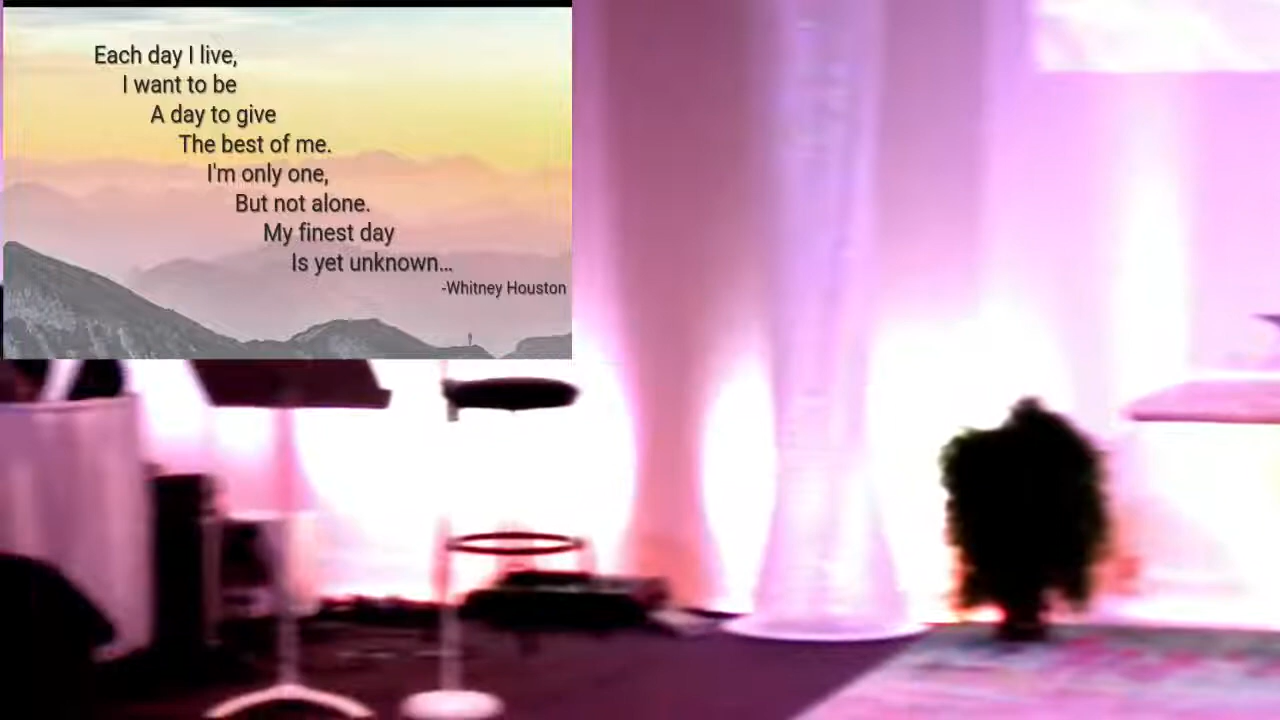 Each day I live,
I want to be
A day to give
The best of me.
I'm only one,
But not alone.
My finest day
Is yet unknown...
-Whitney Houston